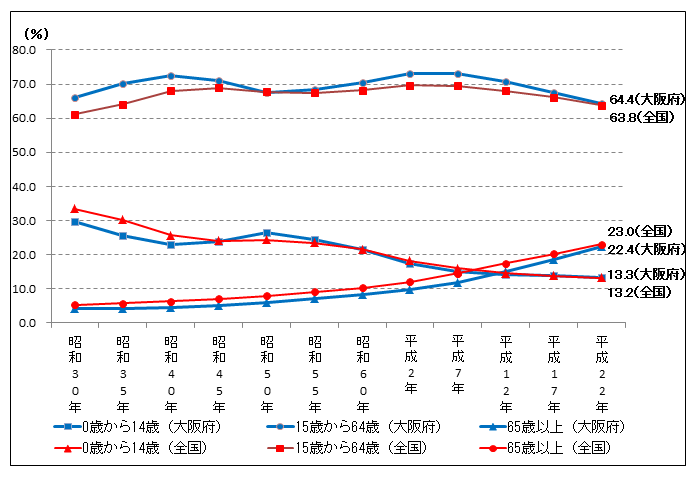 (%)
80.0
70.0
60.0
50.0
40.0
30.0
20.0
10.0
0.0
64.4(大阪府)
63.8(全国)
23.0(全国)
22.4(大阪府)
13.3(大阪府)
13.2(全国)
昭和30年
昭和35年
昭和40年
昭和45年
昭和50年
昭和55年
昭和60年
平成2年
平成7年
平成12年
平成17年
平成22年
0歳から14歳（大阪府）
15歳から64歳（大阪府）
65歳以上（大阪府）
0歳から14歳（全国）
15歳から64歳（全国）
65歳以上（全国）